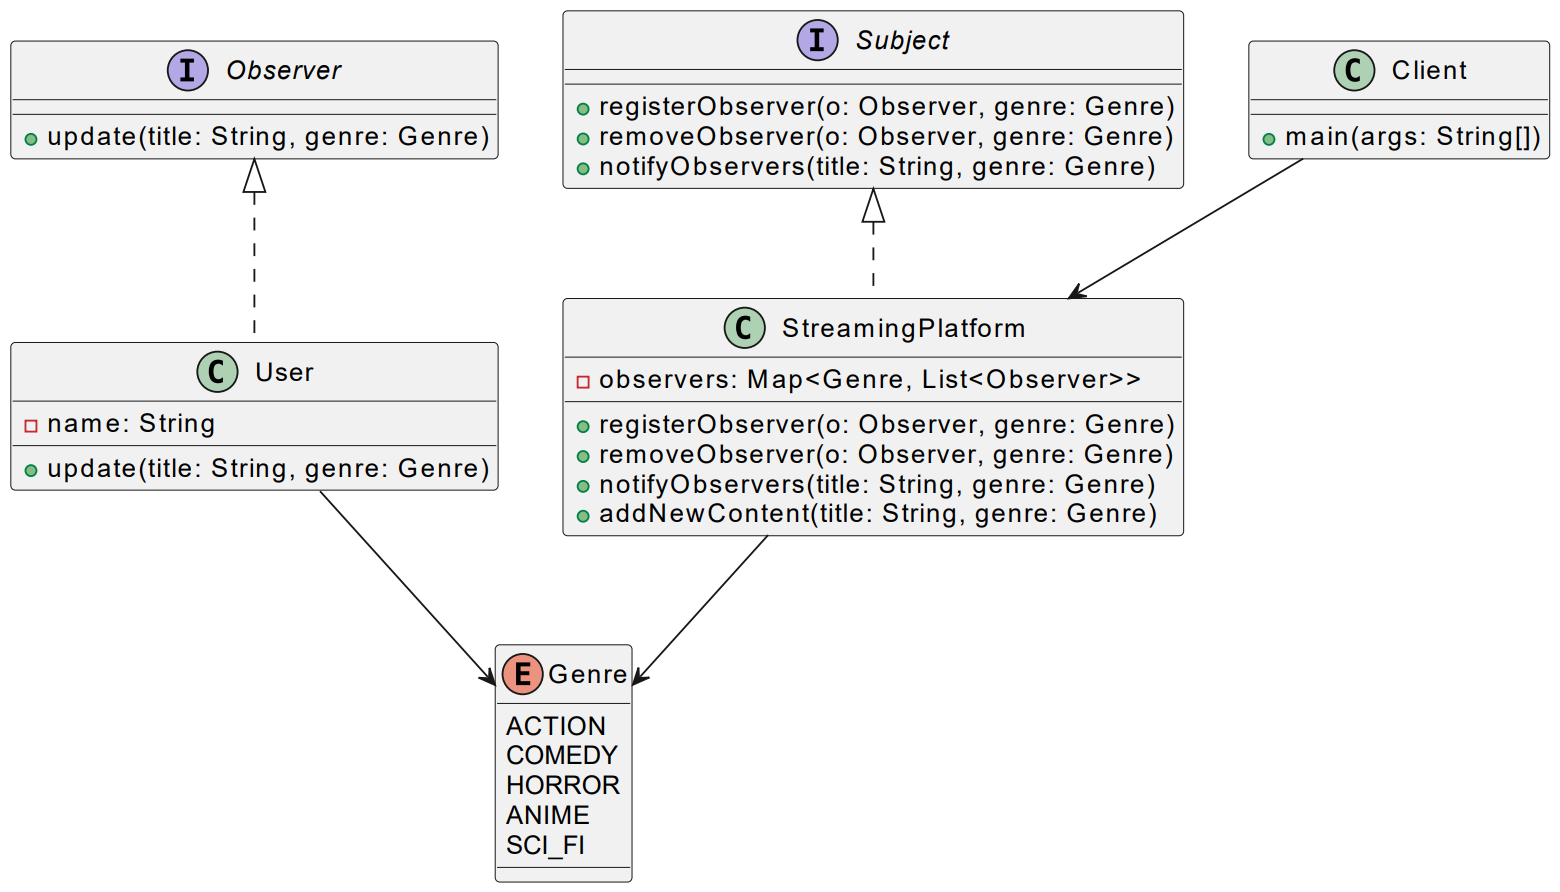 I Observer
update(title: String, genre: Genre)
I Subject
registerObserver(o: Observer, genre: Genre)
removeObserver(o: Observer, genre: Genre)
notifyObservers(title: String, genre: Genre)
C Client
main(args: String[])
C User
name: String
update(title: String, genre: Genre)
C StreamingPlatform
observers: Map<Genre, List<Observer>>
registerObserver(o: Observer, genre: Genre)
removeObserver(o: Observer, genre: Genre)
notifyObservers(title: String, genre: Genre)
addNewContent(title: String, genre: Genre)
E Genre
ACTION
COMEDY
HORROR
ANIME
SCI_FI